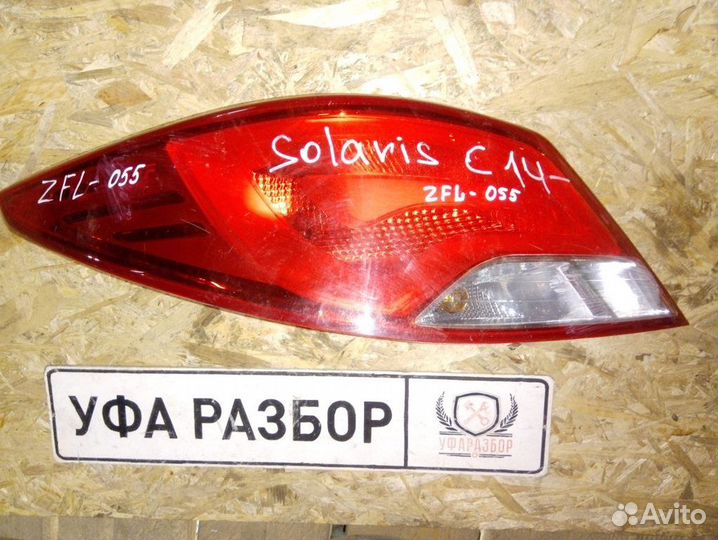 Solaris C 14-
ZFL-055
ZFL-055
УФА РАЗБОР
УФАРАЗБОР
Avito